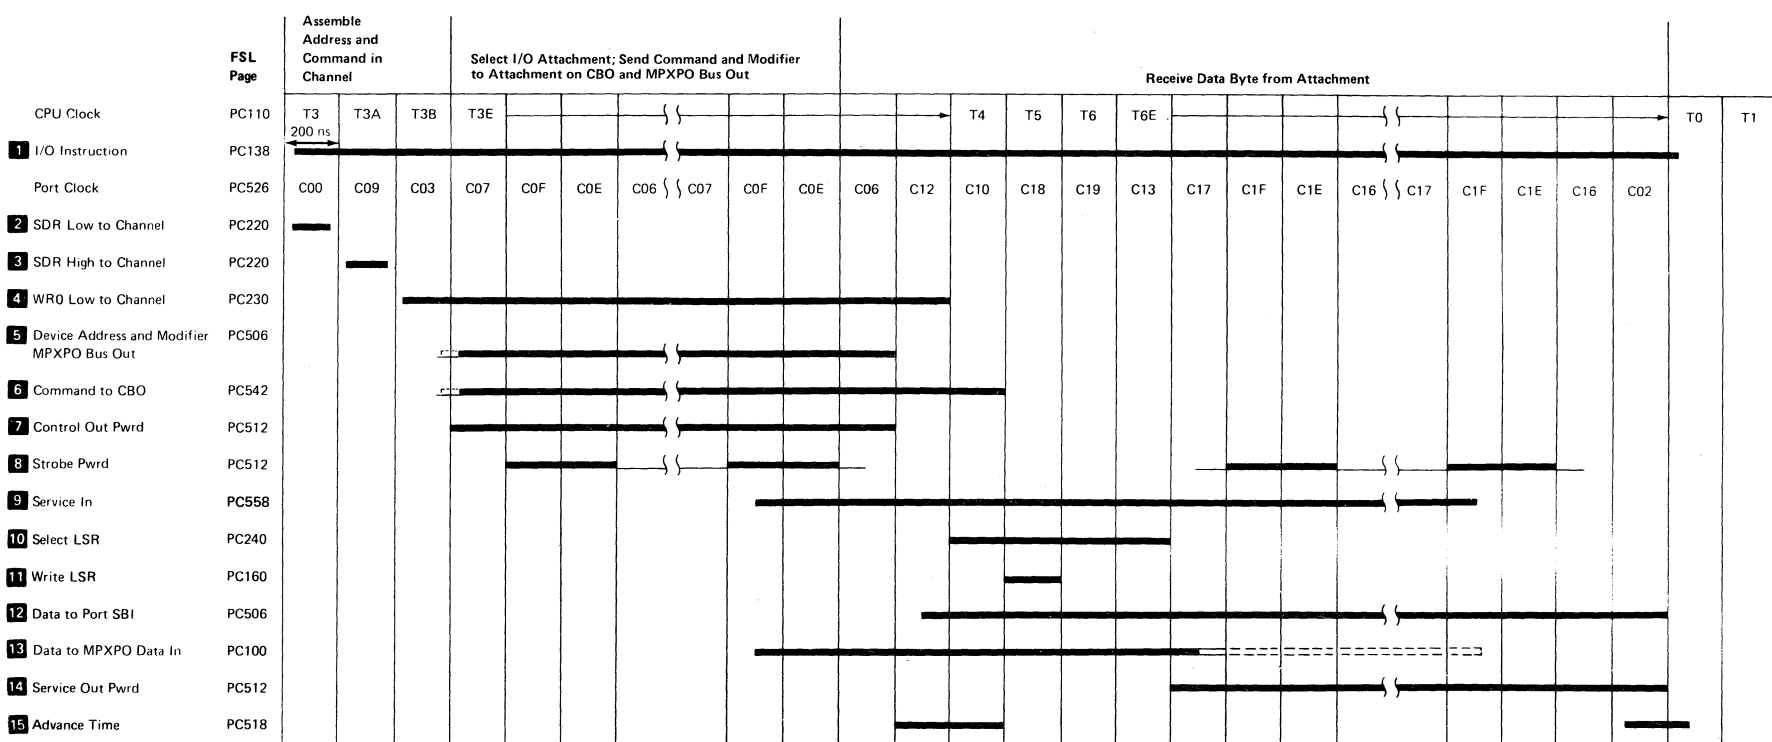 Assemble
Address and
Command in
Channel
FSL
Page
Select I/O Attachment; Send Command and Modifier
to Attachment on CBO and MPXPO Bus Out
Receive Data Byte from Attachment
CPU Clock PC110 T3 T3A T3B T3E T4 T5 T6 T6E T0 T1
200 ns
1 I/O Instruction PC138
Port Clock PC526 C00 C09 C03 C07 C0F C0E C06 C07 C0F C0E C06 C12 C10 C18 C19 C13 C17 C1F C1E C16 C17 C1F C1E C16 C02
2 SDR Low to Channel PC220
3 SDR High to Channel PC220
4 WR0 Low to Channel PC230
5 Device Address and Modifier PC506
MPXPO Bus Out
6 Command to CBO PC542
7 Control Out Pwrd PC512
8 Strobe Pwrd PC512
9 Service In PC558
10 Select LSR PC240
11 Write LSR PC160
12 Data to Port SBI PC506
13 Data to MPXPO Data In PC100
14 Service Out Pwrd PC512
15 Advance Time PC518